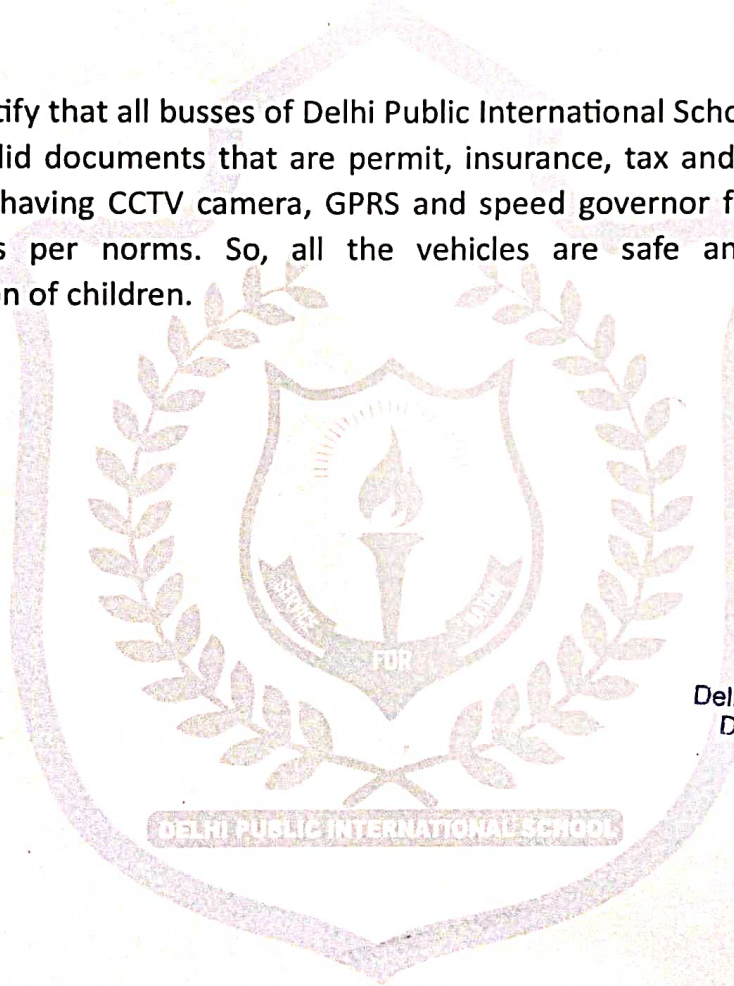 tify that all busses of Delhi Public International Scho
lid documents that are permit, insurance, tax and
having CCTV camera, GPRS and speed governor f
s per norms. So, all the vehicles are safe an
n of children.
SERVICE
FOR
Del
D
DELHI PUBLIC INTERNATIONAL SCHOOL